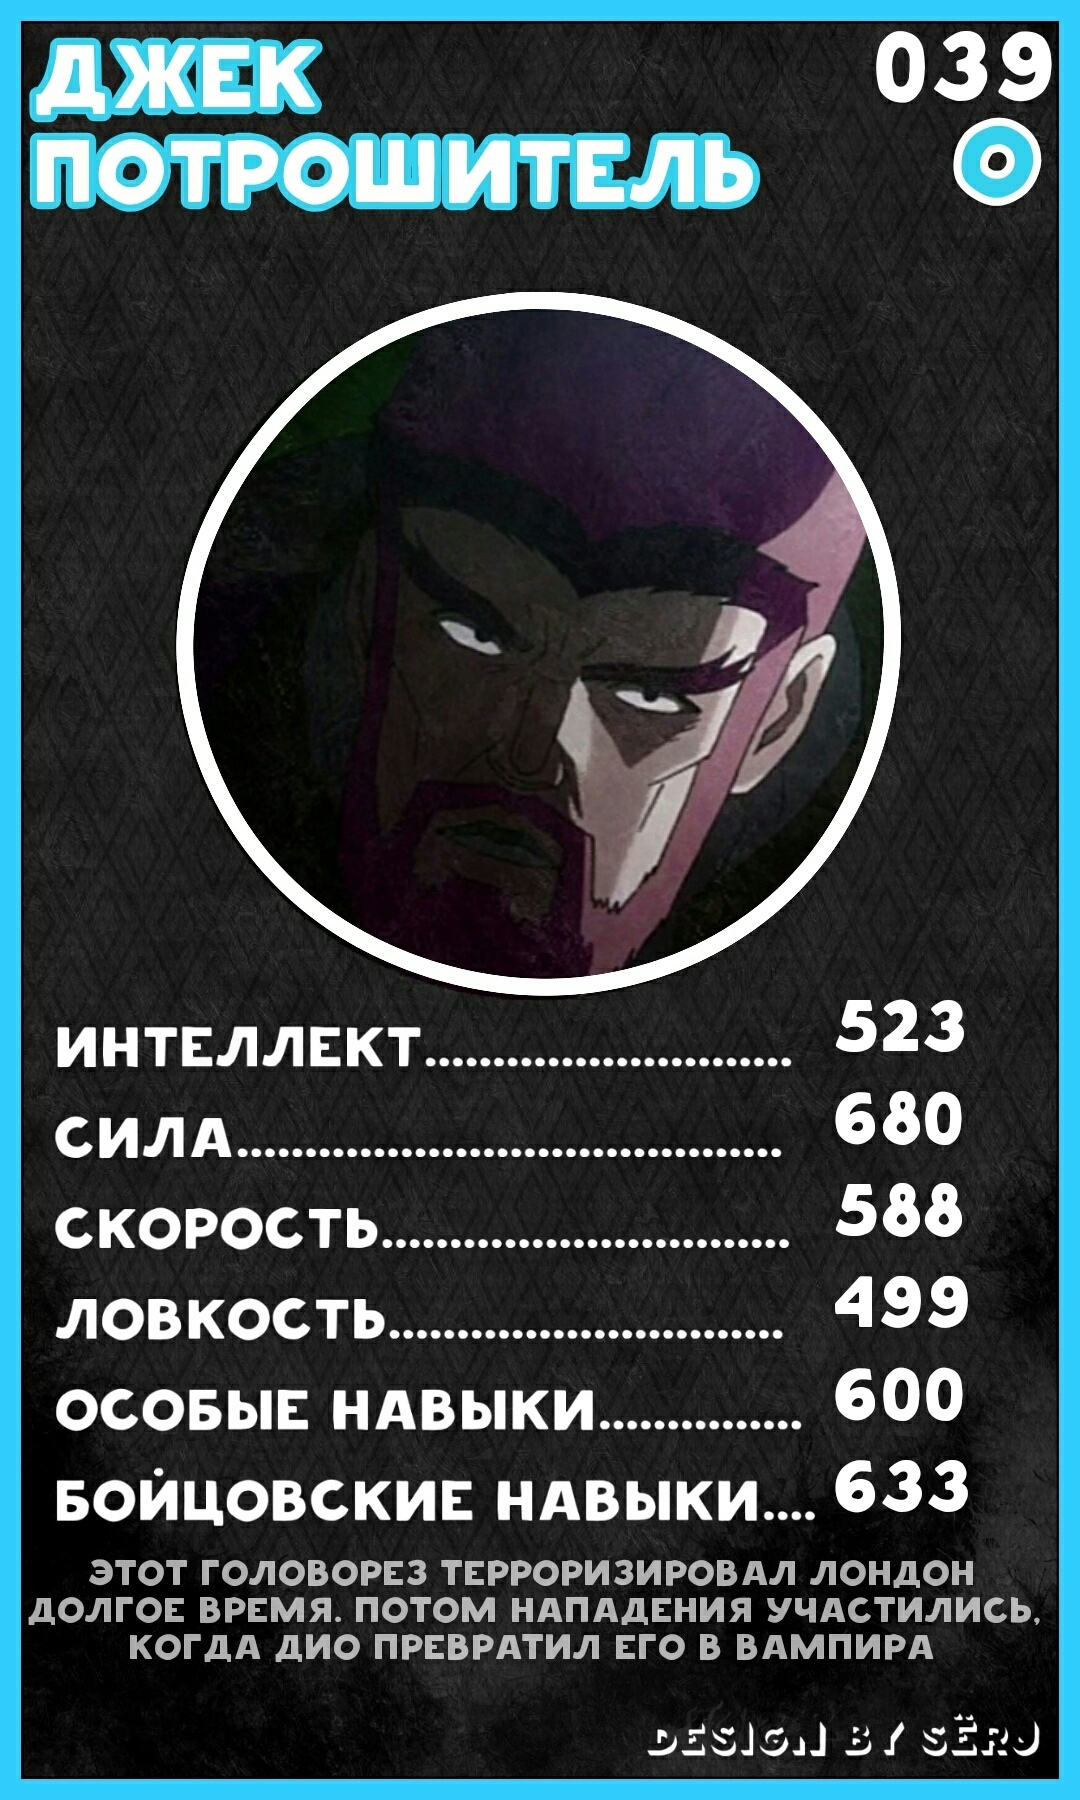 ДЖЕК
ПОТРОШИТЕЛЬ
039
O
ИНТЕЛЛЕКТ........................... 523
СИЛА........................................ 680
СКОРОСТЬ.............................. 588
ЛОВКОСТЬ............................. 499
ОСОБЫЕ НАВЫКИ............... 600
БОЙЦОВСКИЕ НАВЫКИ.... 633
ЭТОТ ГОЛОВОРЕЗ ТЕРРОРИЗИРОВАЛ ЛОНДОН
ДОЛГОЕ ВРЕМЯ. ПОТОМ НАПАДЕНИЯ УЧАСТИЛИСЬ,
КОГДА ДИО ПРЕВРАТИЛ ЕГО В ВАМПИРА
DESIGN BY SЁRJ